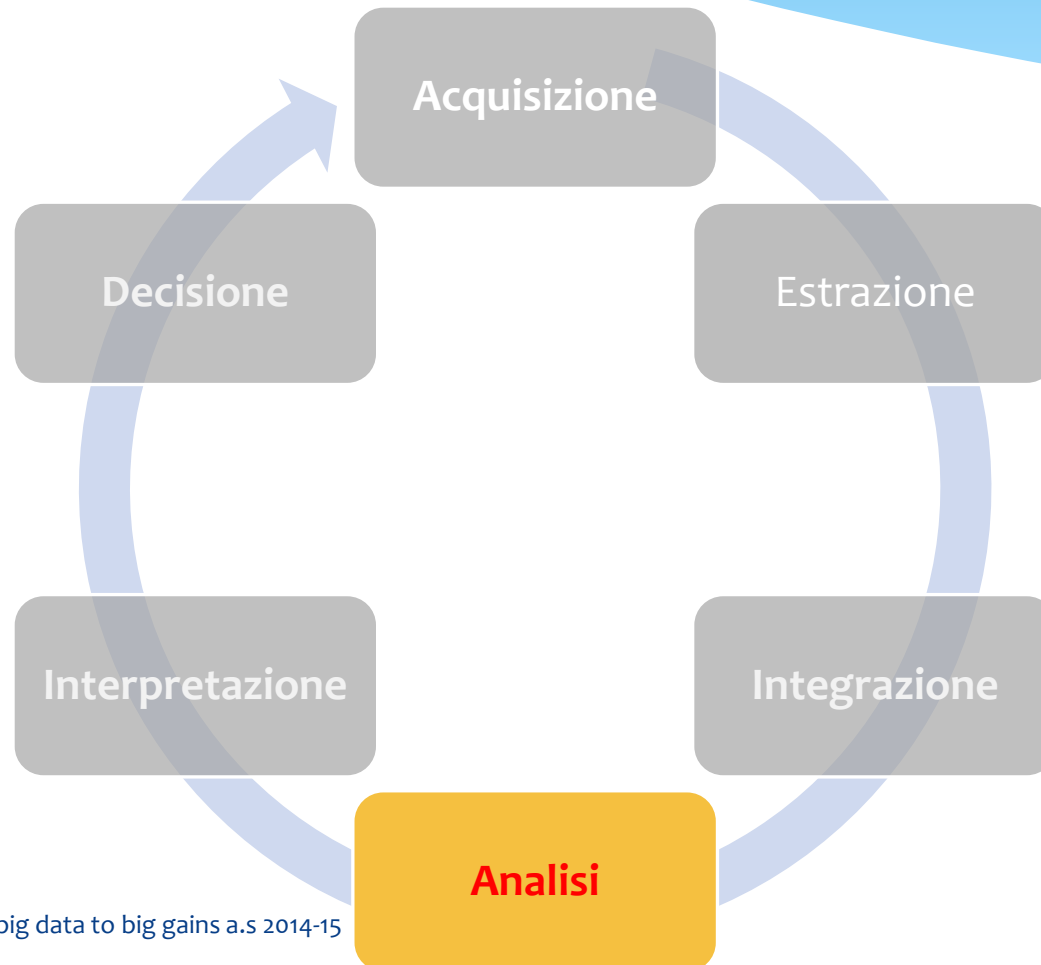 Acquisizione
Decisione
Estrazione
Interpretazione
Integrazione
Analisi
big data to big gains a.s 2014-15